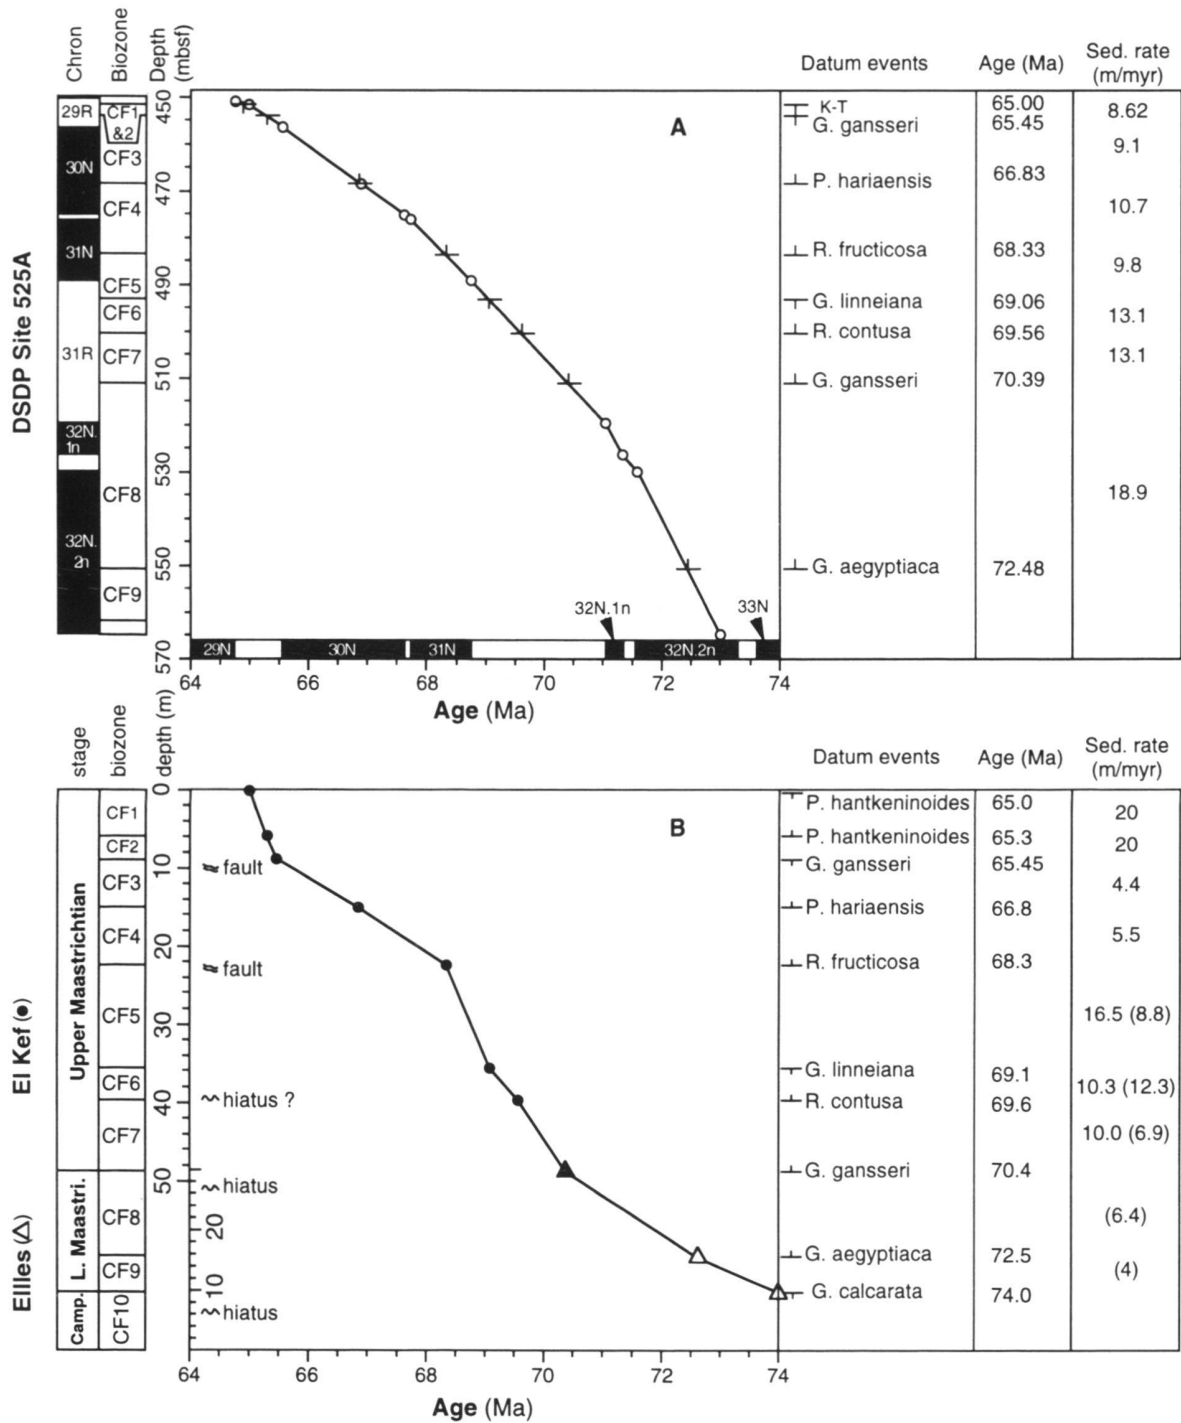 Chron
Biozone
Depth (mbsf)
Datum events
Age (Ma)
Sed. rate (m/myr)
DSDP Site 525A
29R
30N
31N
31R
32N.
1n
32N.
2n
CF1
&2
CF3
CF4
CF5
CF6
CF7
CF8
CF9
450
470
490
510
530
550
570
A
K-T 65.00 8.62
G. gansseri 65.45
9.1
P. hariaensis 66.83
10.7
R. fructicosa 68.33
9.8
G. linneiana 69.06
13.1
R. contusa 69.56
13.1
G. gansseri 70.39
18.9
G. aegyptiaca 72.48
32N.1n 33N
29N 30N 31N 32N.2n
64 66 68 70 72 74
Age (Ma)
stage
biozone
depth (m)
Datum events
Age (Ma)
Sed. rate
(m/myr)
El Kef (●)
Ellles (△)
Upper Maastrichtian
L. Maastri.
Camp.
CF1
CF2
CF3
CF4
CF5
CF6
CF7
CF8
CF9
CF10
0
10
20
30
40
50
20
10
B
fault
fault
hiatus ?
hiatus
hiatus
P. hantkeninoides 65.0
20
P. hantkeninoides 65.3
20
G. gansseri 65.45
4.4
P. hariaensis 66.8
5.5
R. fructicosa 68.3
16.5 (8.8)
G. linneiana 69.1
10.3 (12.3)
R. contusa 69.6
10.0 (6.9)
G. gansseri 70.4
(6.4)
G. aegyptiaca 72.5
(4)
G. calcarata 74.0
64 66 68 70 72 74
Age (Ma)